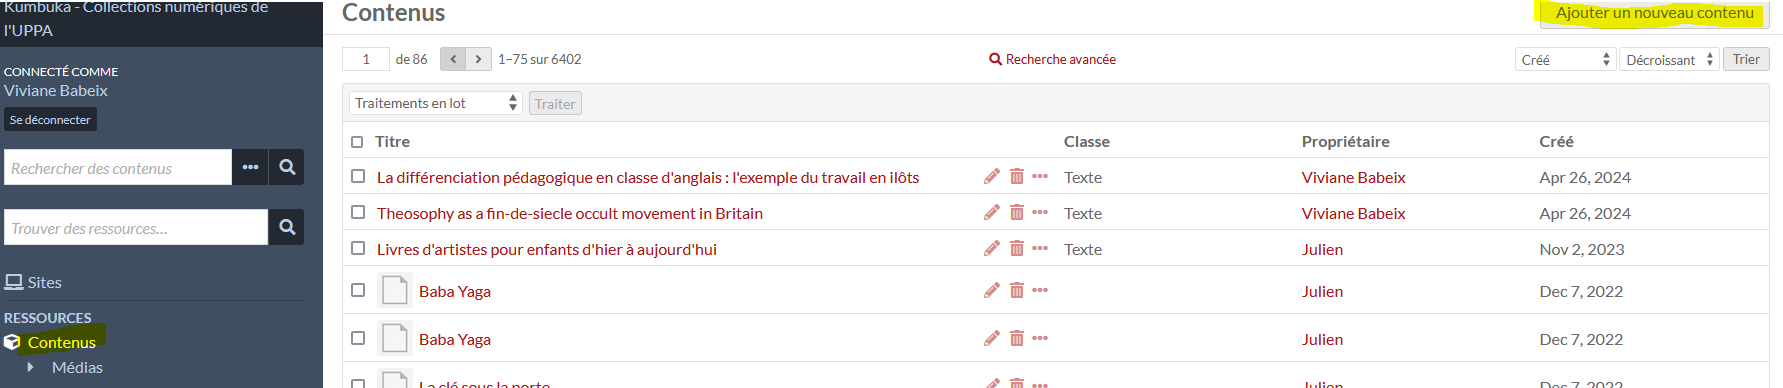 Kumbuka - Collections numériques de
l'UPPA
CONNECTÉ COMME
Viviane Babeix
Se déconnecter
Rechercher des contenus
Trouver des ressources…
Sites
RESSOURCES
Contenus
Médias
Contenus
Ajouter un nouveau contenu
1 de 86 1–75 sur 6402 Recherche avancée Créé Décroissant Trier
Traitements en lot Traiter
Titre Classe Propriétaire Créé
La différenciation pédagogique en classe d'anglais : l'exemple du travail en ilôts Texte Viviane Babeix Apr 26, 2024
Theosophy as a fin-de-siecle occult movement in Britain Texte Viviane Babeix Apr 26, 2024
Livres d'artistes pour enfants d'hier à aujourd'hui Texte Julien Nov 2, 2023
Baba Yaga Julien Dec 7, 2022
Baba Yaga Julien Dec 7, 2022
La clé sous la porte Julien Dec 7, 2022